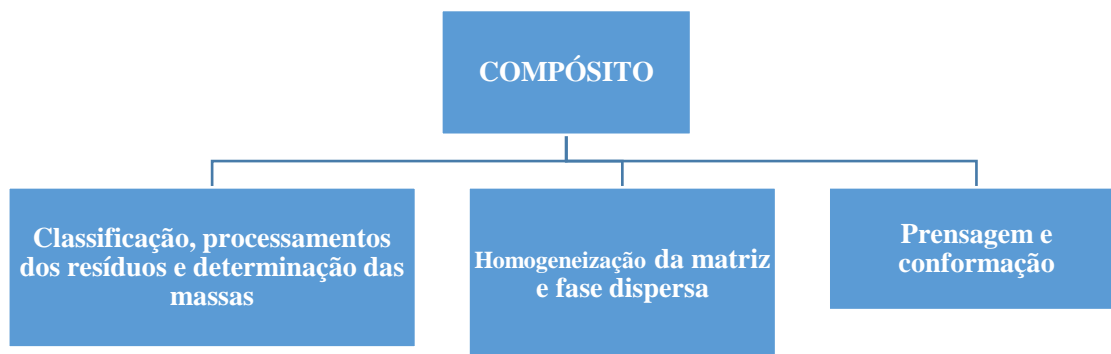 COMPÓSITO
Classificação, processamentos
dos resíduos e determinação das
massas
Homogeneização da matriz
e fase dispersa
Prensagem e
conformação